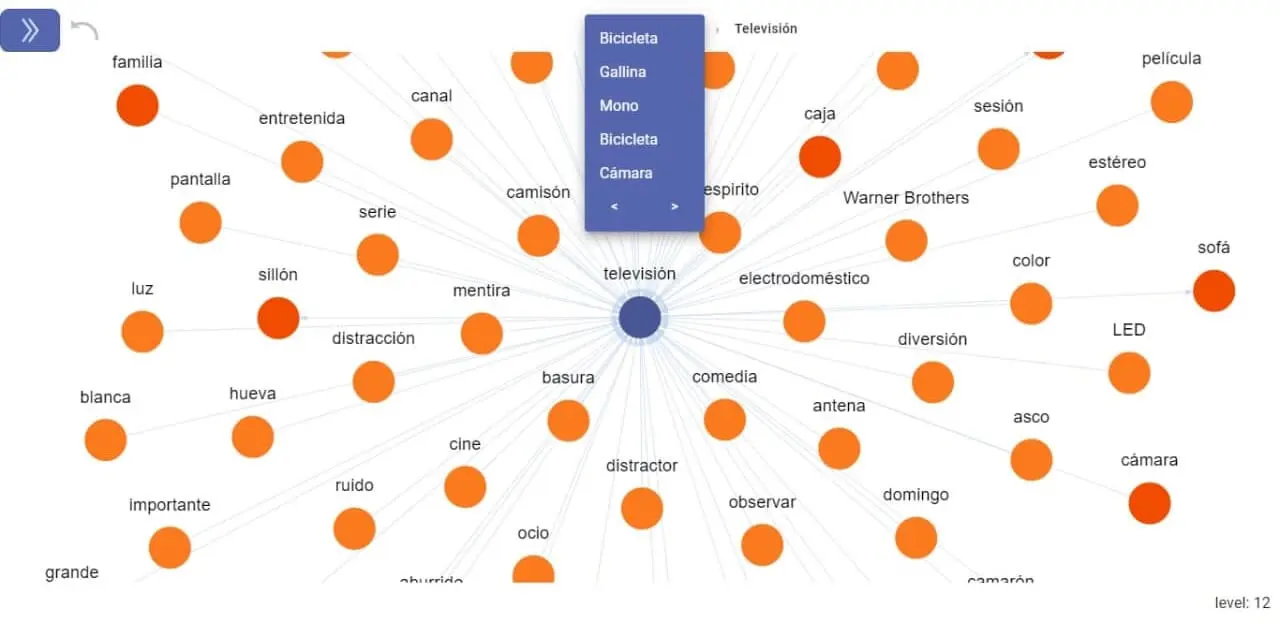 Bicicleta
Gallina
Mono
Bicicleta
Cámara
< >
› Televisión
familia
película
canal
entretenida
caja
sesión
pantalla
camisón
espirito
estéreo
serie
Warner Brothers
sillón
televisión
electrodoméstico
color
sofá
luz
mentira
distracción
diversión
LED
blanca
hueva
basura
comedia
antena
asco
cine
distractor
cámara
importante
ruido
observar
domingo
ocio
grande
aburrido
camarón
level: 12